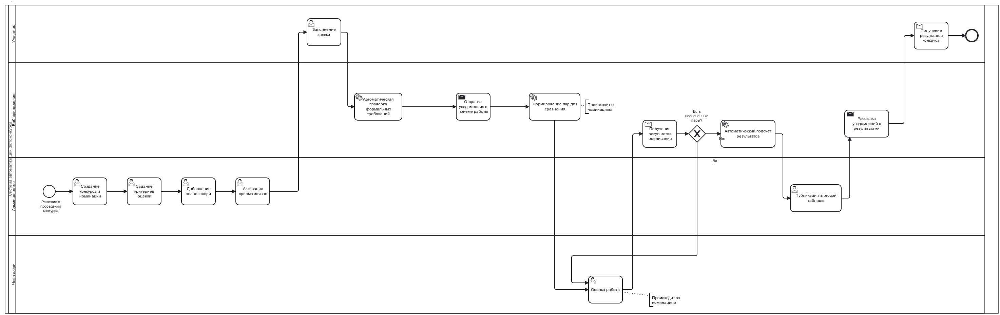 Система автоматизации фотоконкурса
Участник
Заполнение
заявки
Получение
результатов
конкруса
Веб-приложение
Автоматическая
проверка
формальных
требований
Отправка
уведомления о
приеме работы
Формирование пар для
сравнения
Происходит по
номинациям
Получение
результатов
оценивания
Есть
неоцененные
пары?
Нет
Автоматический подсчет
результатов
Рассылка
уведомлений с
результатами
Да
Администратор
Решение о
проведении
конкурса
Создание
конкурса и
номинаций
Задание
критериев
оценки
Добавление
членов жюри
Активация
приема заявок
Публикация итоговой
таблицы
Член жюри
Оценка работы
Происходит по
номинациям